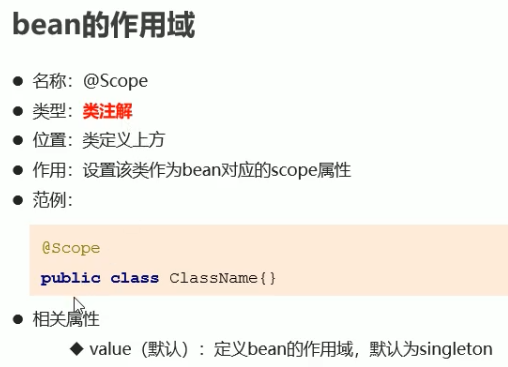 bean的作用域
● 名称：@Scope
● 类型：类注解
● 位置：类定义上方
● 作用：设置该类作为bean对应的scope属性
● 范例：
@Scope
public class ClassName{}
● 相关属性
◆ value（默认）：定义bean的作用域，默认为singleton